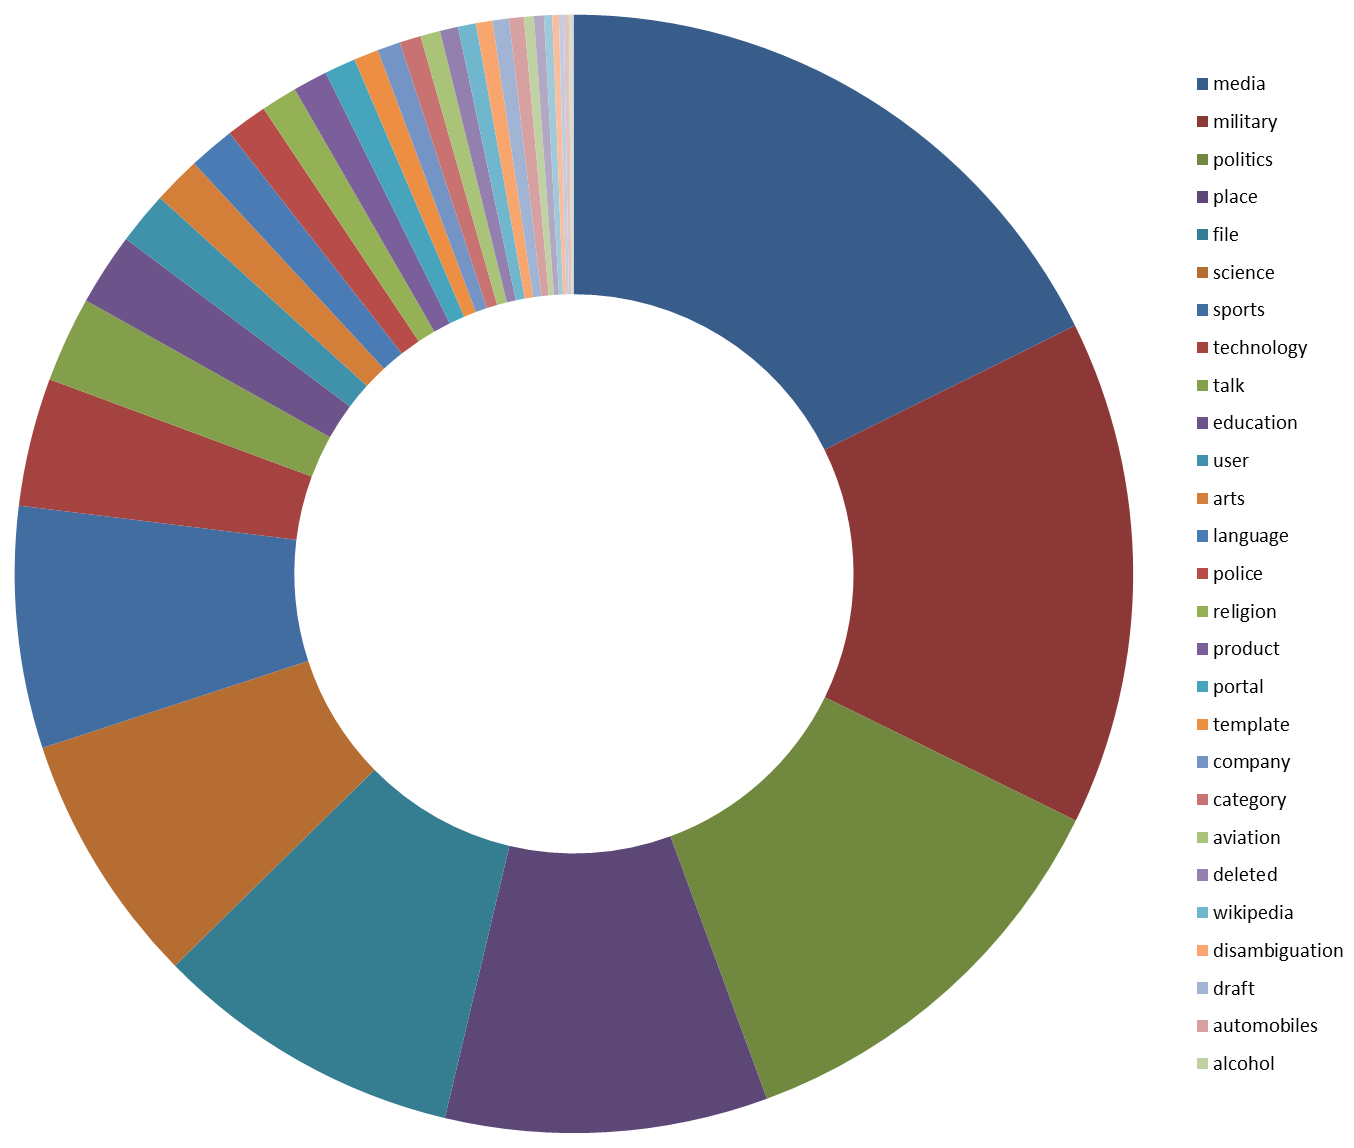 media
military
politics
place
file
science
sports
technology
talk
education
user
arts
language
police
religion
product
portal
template
company
category
aviation
deleted
wikipedia
disambiguation
draft
automobiles
alcohol